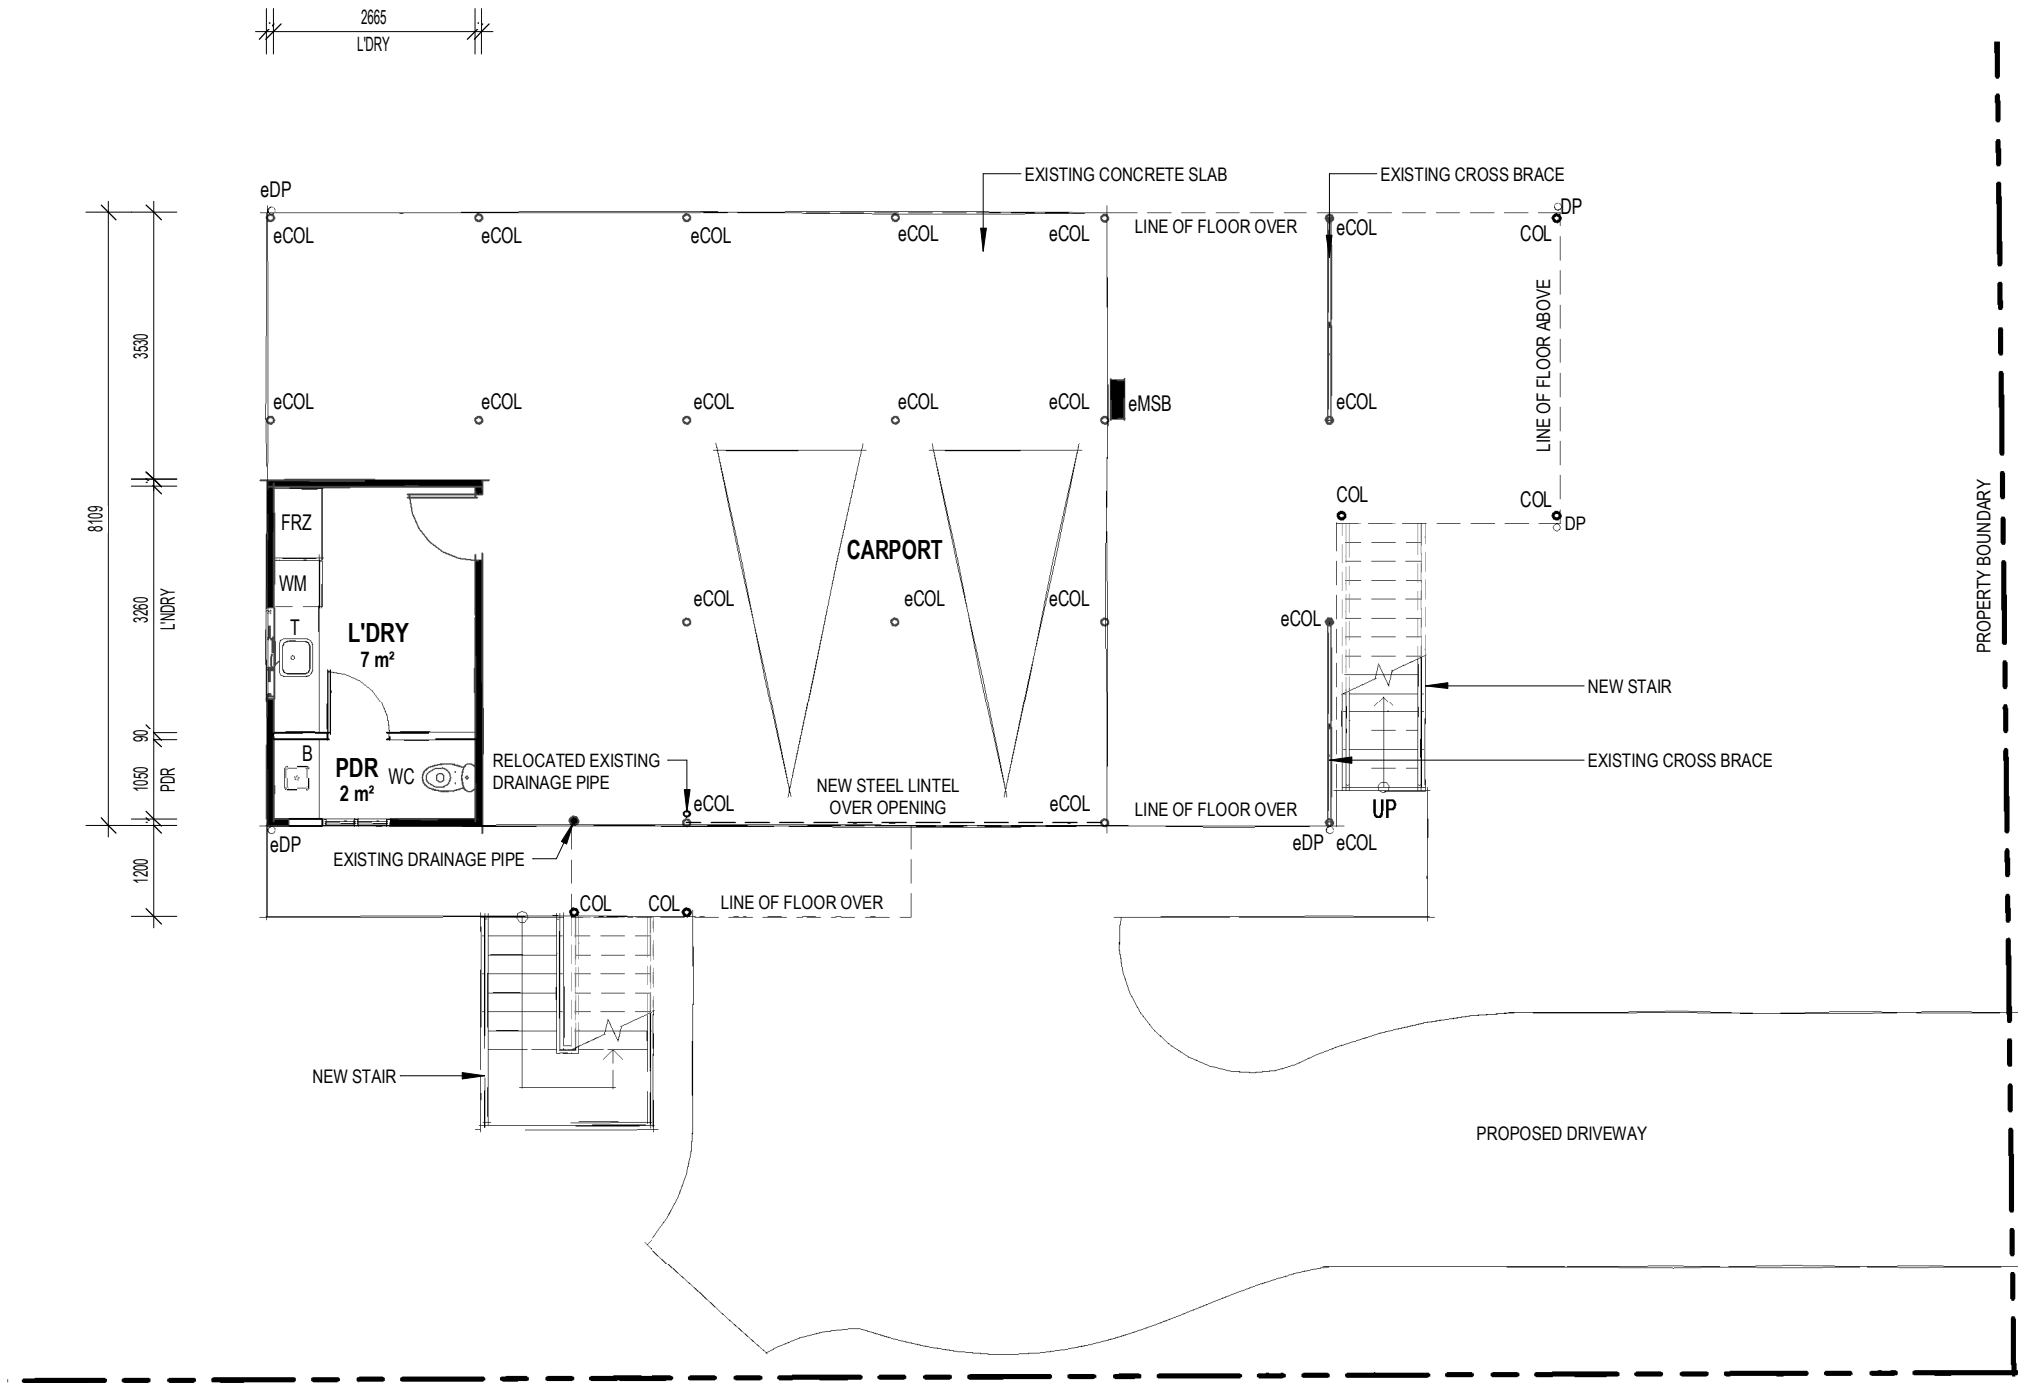 2665
L'DRY
EXISTING CONCRETE SLAB
EXISTING CROSS BRACE
eDP
DP
eCOL
eCOL
eCOL
eCOL
eCOL
LINE OF FLOOR OVER
eCOL
COL
LINE OF FLOOR ABOVE
3530
eCOL
eCOL
eCOL
eCOL
eCOL
eMSB
eCOL
8109
COL
COL
DP
FRZ
CARPORT
WM
3260
L'NDRY
T
eCOL
eCOL
eCOL
eCOL
L'DRY
7 m²
PROPERTY BOUNDARY
NEW STAIR
90
B
PDR
2 m²
WC
1050
PDR
RELOCATED EXISTING
DRAINAGE PIPE
EXISTING CROSS BRACE
NEW STEEL LINTEL
OVER OPENING
eCOL
eCOL
LINE OF FLOOR OVER
UP
eDP
eDP
eCOL
EXISTING DRAINAGE PIPE
1200
COL
COL
LINE OF FLOOR OVER
NEW STAIR
PROPOSED DRIVEWAY